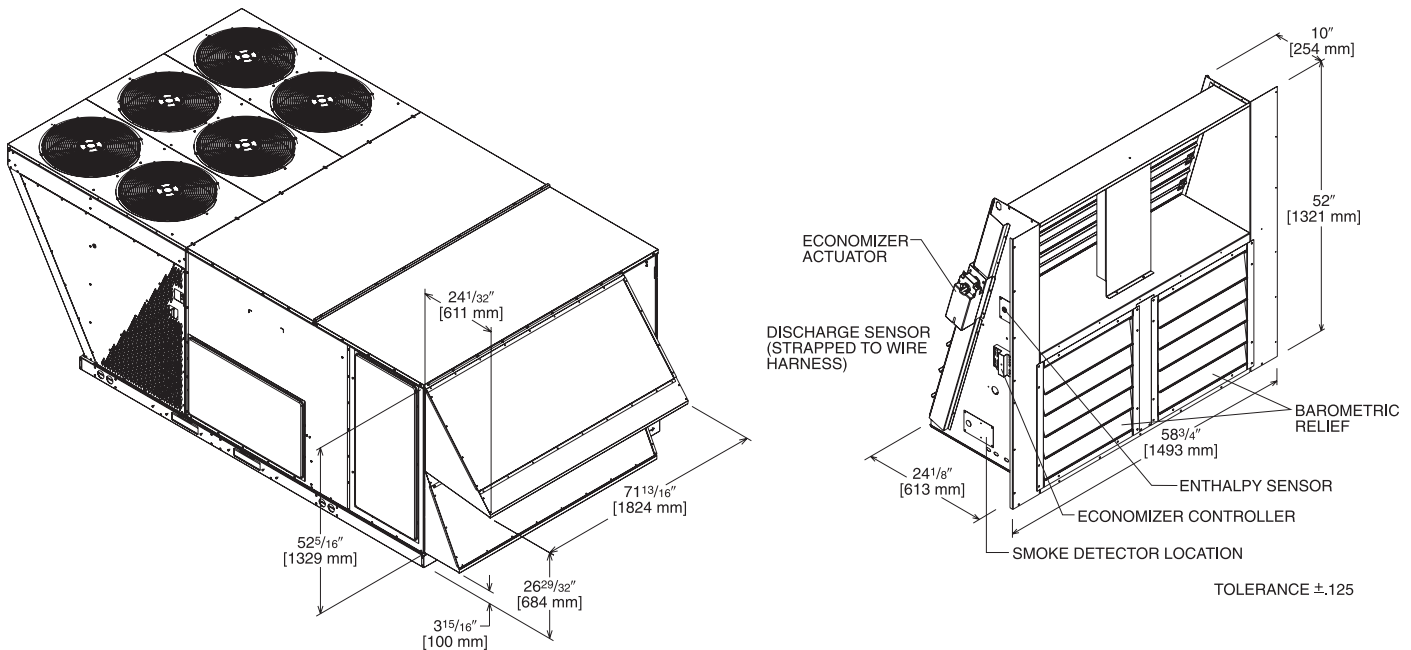 10″
[254 mm]
52″
[1321 mm]
ECONOMIZER
ACTUATOR
24 1/32″
[611 mm]
DISCHARGE SENSOR
(STRAPPED TO WIRE
HARNESS)
BAROMETRIC
RELIEF
58 3/4″
[1493 mm]
24 1/8″
[613 mm]
71 13/16″
[1824 mm]
ENTHALPY SENSOR
ECONOMIZER CONTROLLER
52 5/16″
[1329 mm]
SMOKE DETECTOR LOCATION
26 29/32″
[684 mm]
TOLERANCE ±.125
3 15/16″
[100 mm]